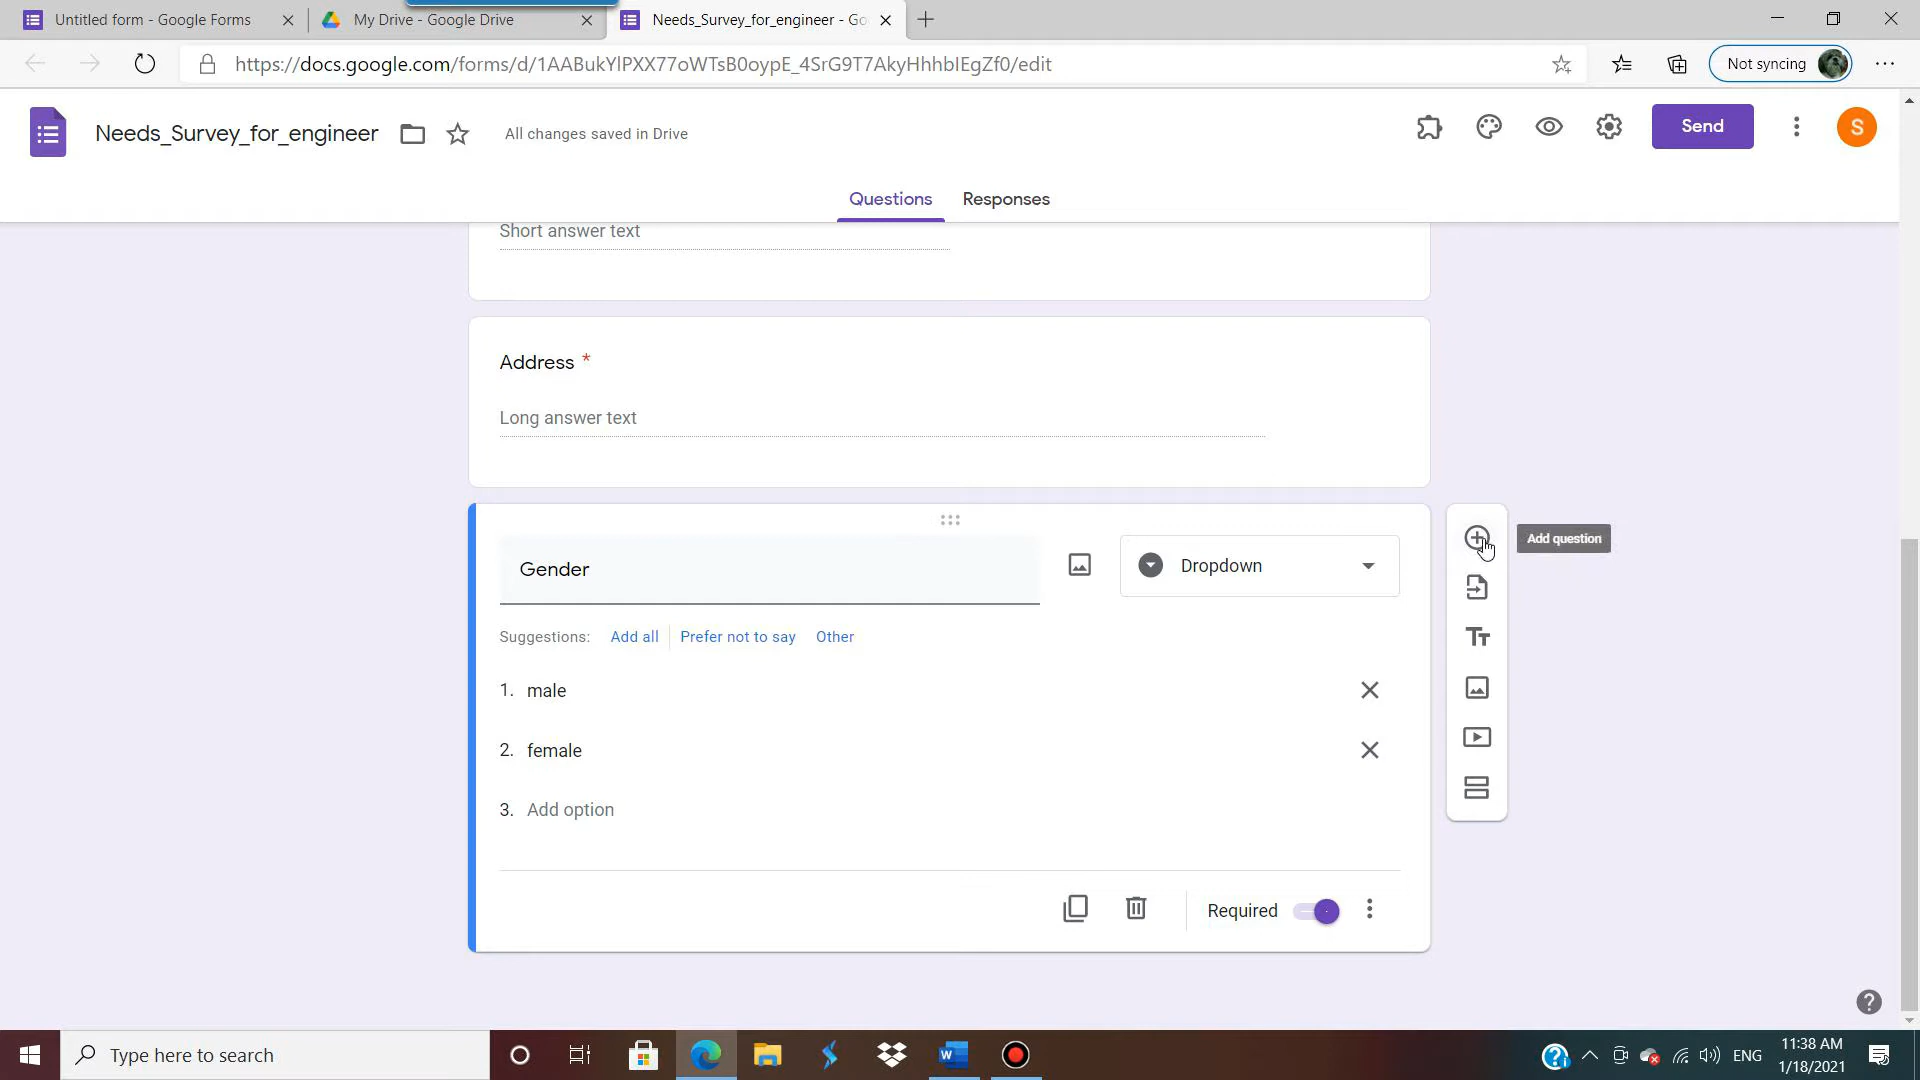 Untitled form - Google Forms
My Drive - Google Drive
Needs_Survey_for_engineer - Go
https://docs.google.com/forms/d/1AABukYlPXX77oWTsB0oypE_4SrG9T7AkyHhhblEgZf0/edit
Not syncing
Needs_Survey_for_engineer
All changes saved in Drive
Send
S
Questions
Responses
Short answer text
Address *
Long answer text
Gender
Dropdown
Add question
Suggestions: Add all Prefer not to say Other
1. male
2. female
3. Add option
Required
Type here to search
ENG
11:38 AM
1/18/2021